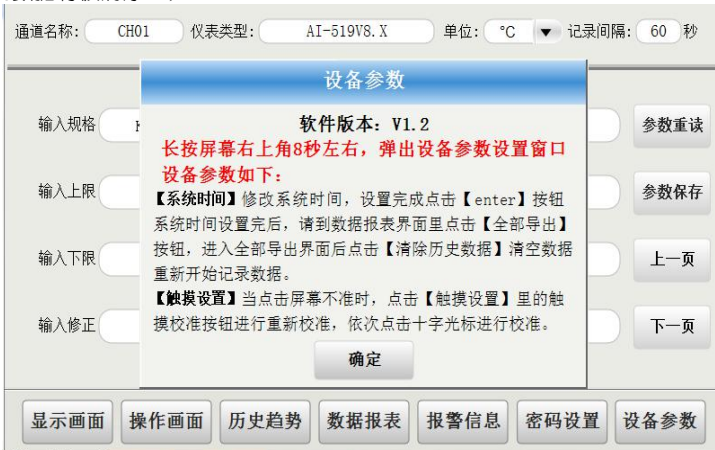 通道名称: CH01 仪表类型: AI-519V8.X 单位: °C ▼ 记录间隔: 60 秒
设备参数
软件版本: V1.2
长按屏幕右上角8秒左右，弹出设备参数设置窗口
设备参数如下：
【系统时间】修改系统时间，设置完成点击【enter】按钮
系统时间设置完后，请到数据报表界面里点击【全部导出】
按钮，进入全部导出界面后点击【清除历史数据】清空数据
重新开始记录数据。
【触摸设置】当点击屏幕不准时，点击【触摸设置】里的触
摸校准按钮进行重新校准，依次点击十字光标进行校准。
确定
输入规格
输入上限
输入下限
输入修正
参数重读
参数保存
上一页
下一页
显示画面 操作画面 历史趋势 数据报表 报警信息 密码设置 设备参数